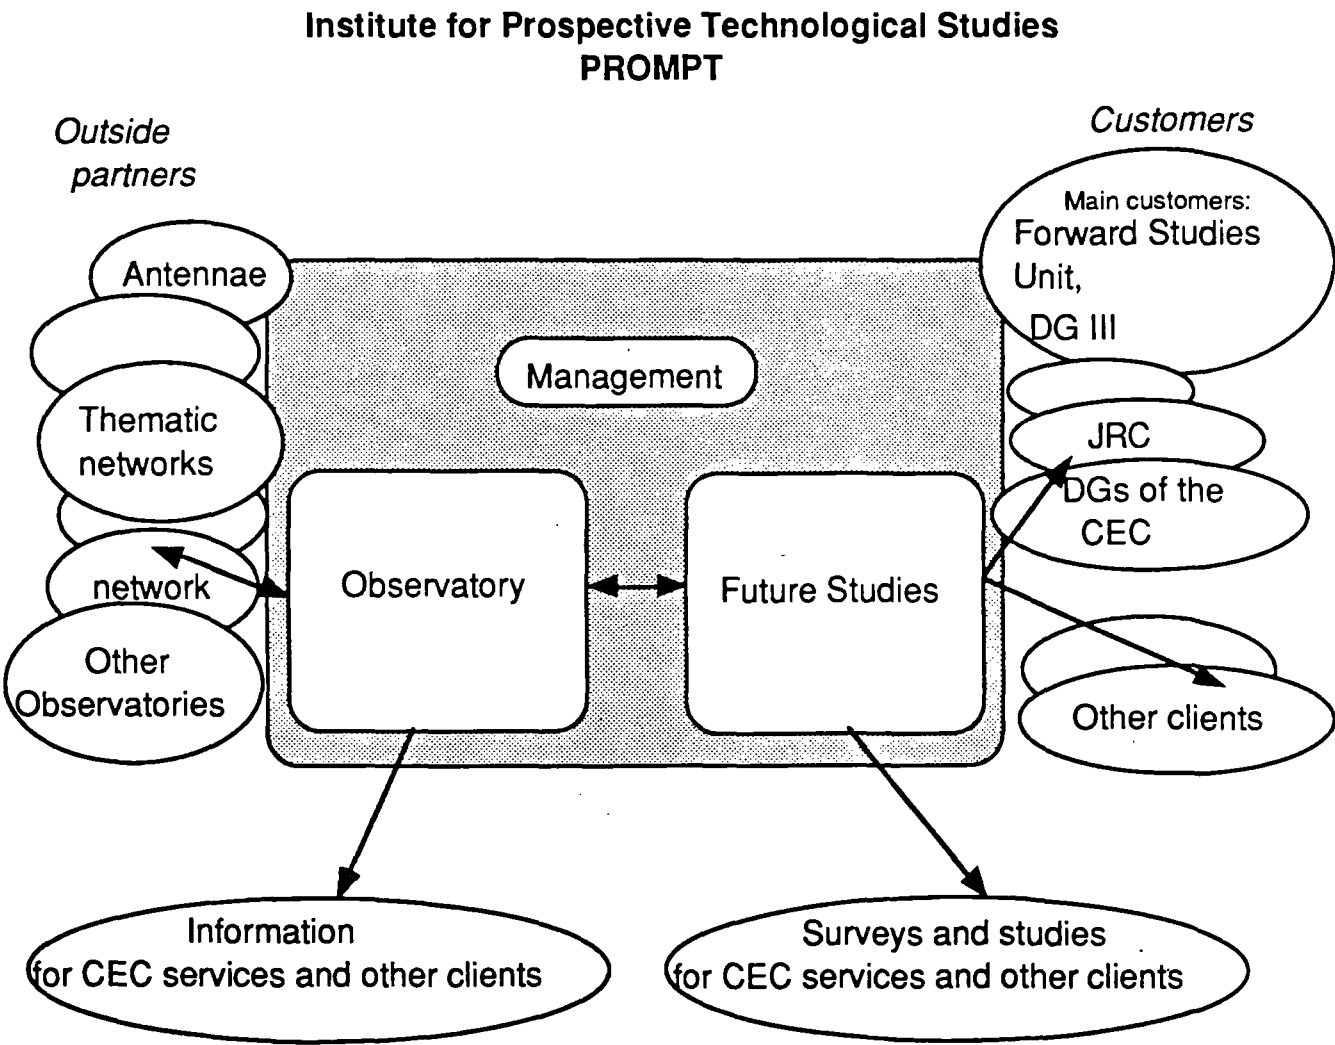 Institute for Prospective Technological Studies
PROMPT
Outside
partners
Customers
Antennae
Thematic
networks
network
Other
Observatories
Management
Observatory
Future Studies
Main customers:
Forward Studies
Unit,
DG III
JRC
DGs of the
CEC
Other clients
Information
for CEC services and other clients
Surveys and studies
for CEC services and other clients